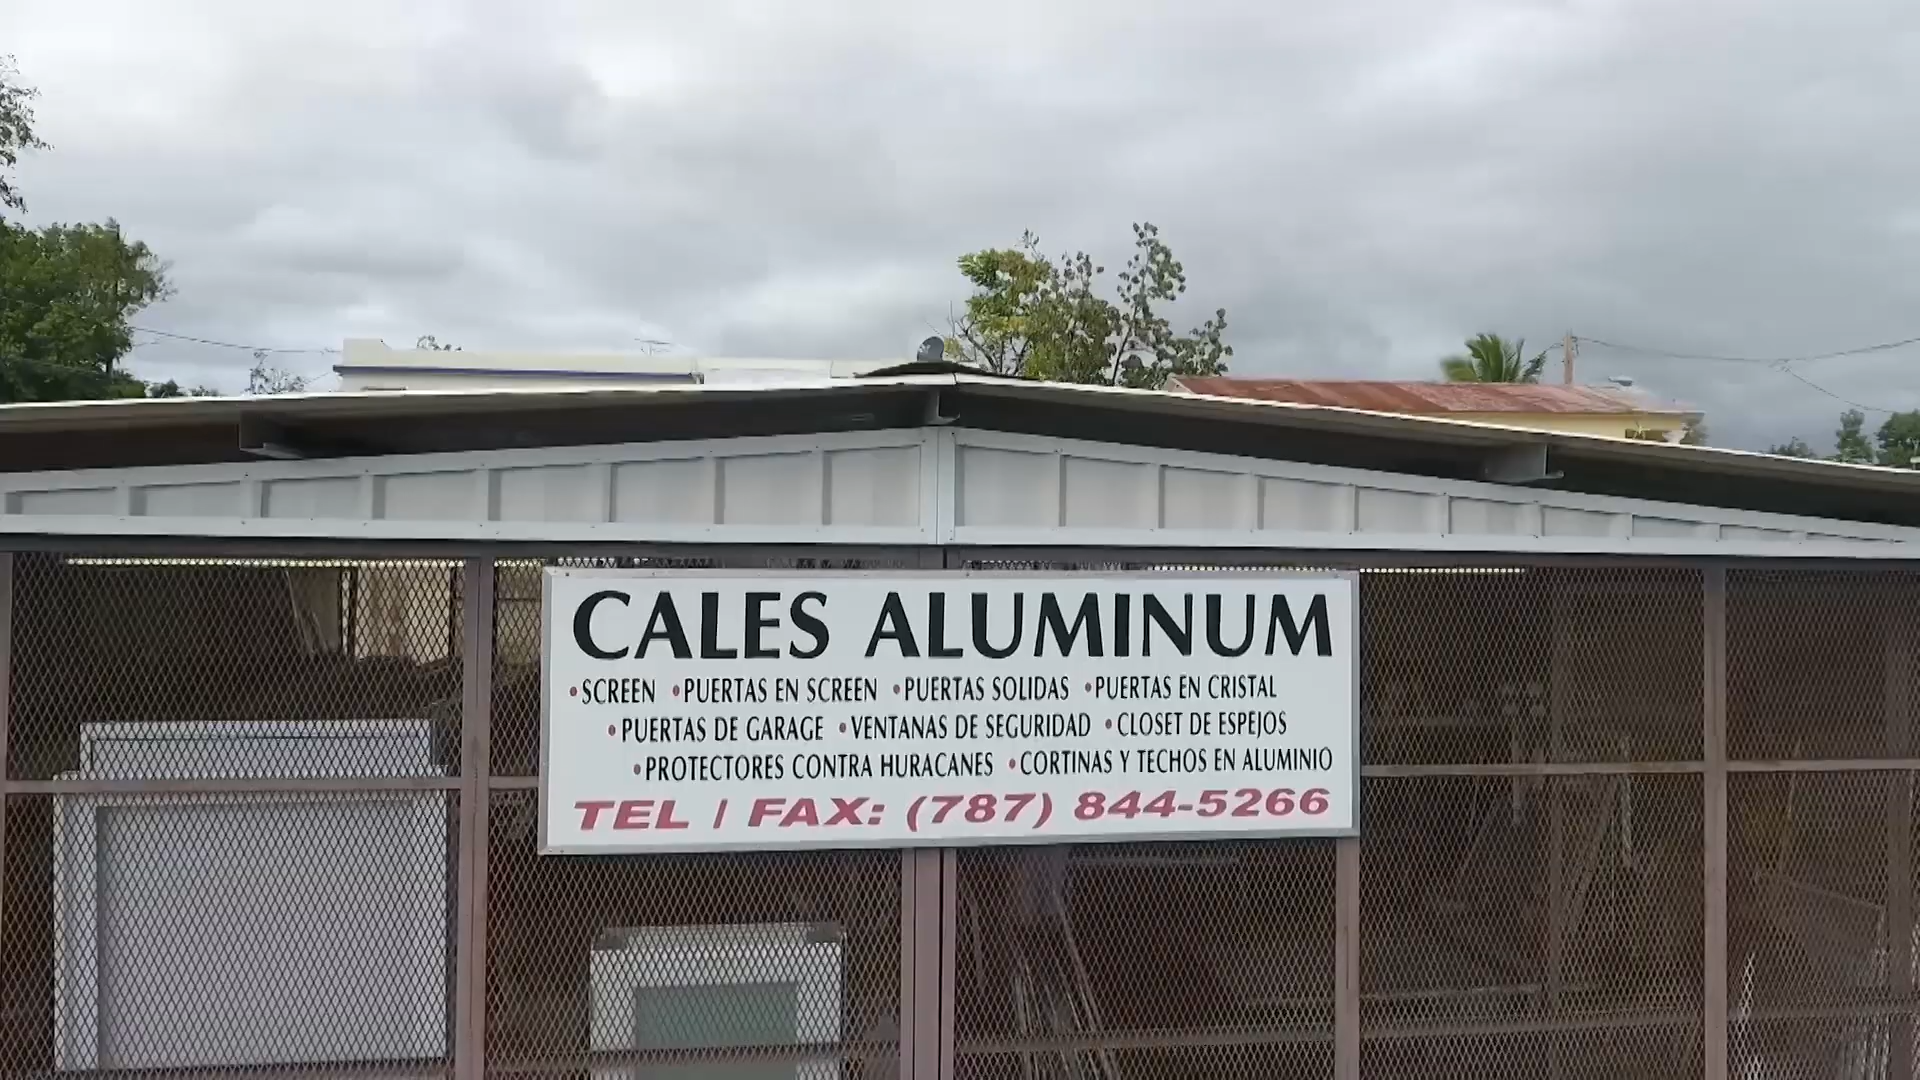 CALES ALUMINUM
•SCREEN •PUERTAS EN SCREEN •PUERTAS SOLIDAS •PUERTAS EN CRISTAL
•PUERTAS DE GARAGE •VENTANAS DE SEGURIDAD •CLOSET DE ESPEJOS
•PROTECTORES CONTRA HURACANES •CORTINAS Y TECHOS EN ALUMINIO
TEL / FAX: (787) 844-5266